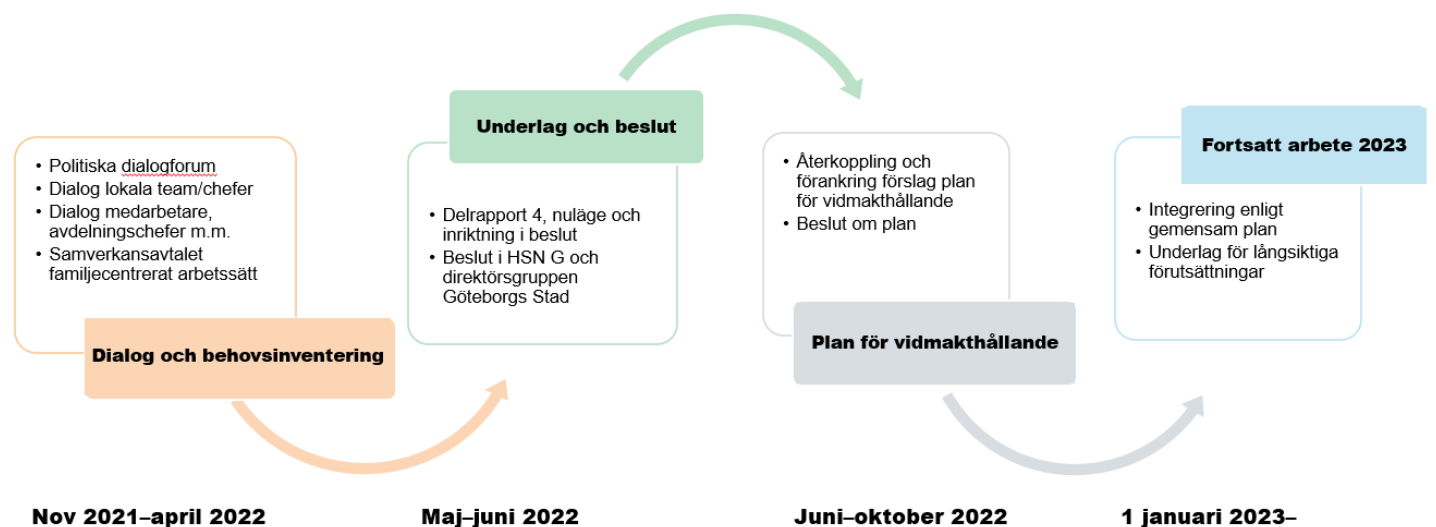 Dialog och behovsinventering
• Politiska dialogforum
• Dialog lokala team/chefer
• Dialog medarbetare,
avdelningschefer m.m.
• Samverkansavtalet
familjecentrerat arbetssätt
Nov 2021–april 2022
Underlag och beslut
• Delrapport 4, nuläge och
inriktning i beslut
• Beslut i HSN G och
direktörsgruppen
Göteborgs Stad
Maj–juni 2022
Plan för vidmakthållande
• Återkoppling och
förankring förslag plan
för vidmakthållande
• Beslut om plan
Juni–oktober 2022
Fortsatt arbete 2023
• Integrering enligt
gemensam plan
• Underlag för långsiktiga
förutsättningar
1 januari 2023–